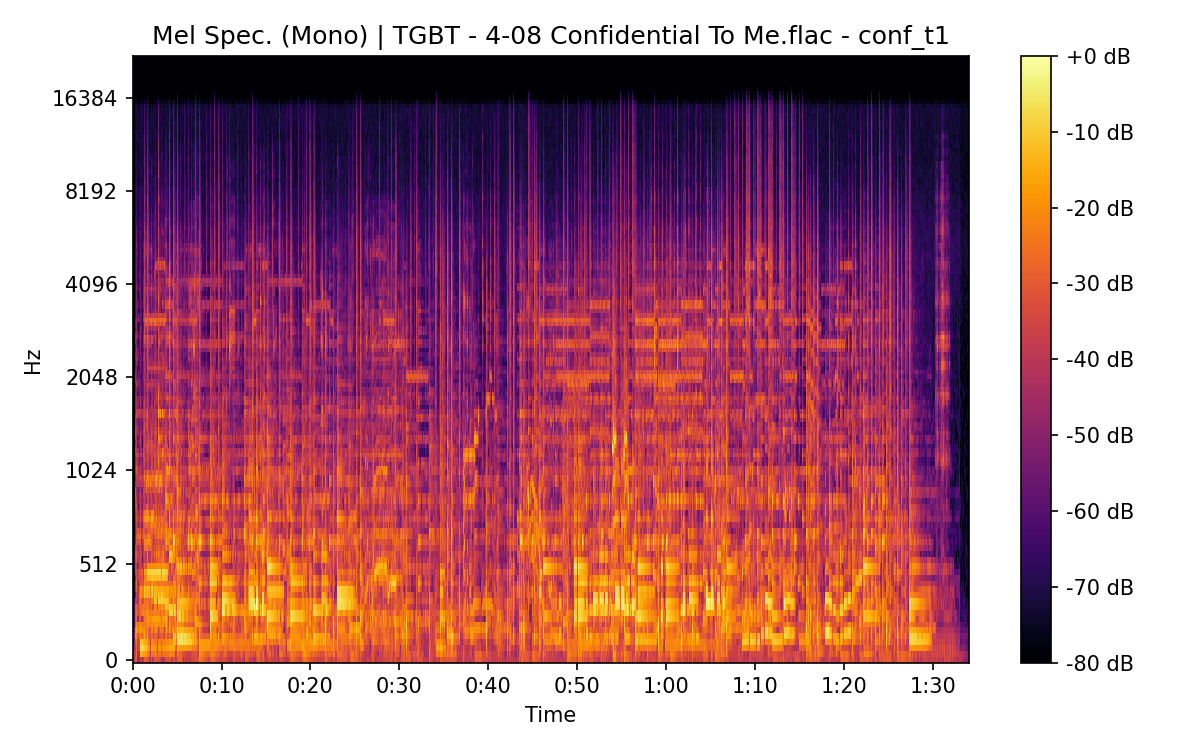 Mel Spec. (Mono) | TGBT - 4-08 Confidential To Me.flac - conf_t1
Hz
16384
8192
4096
2048
1024
512
0
0:00 0:10 0:20 0:30 0:40 0:50 1:00 1:10 1:20 1:30
Time
+0 dB
-10 dB
-20 dB
-30 dB
-40 dB
-50 dB
-60 dB
-70 dB
-80 dB